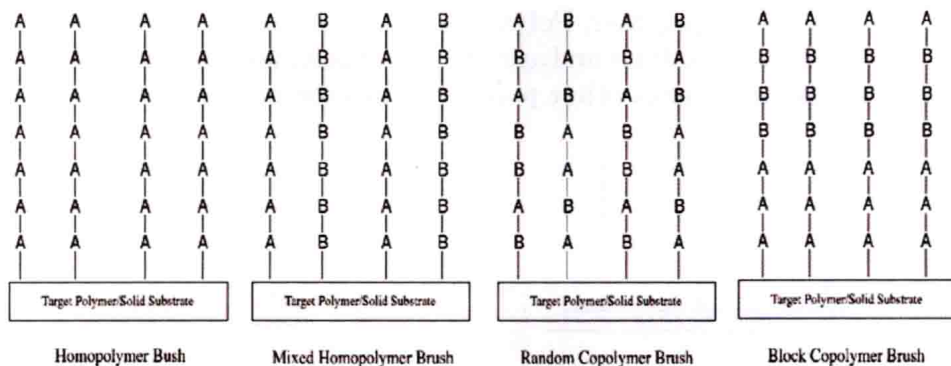 A A A A A B A B A B A B A A A A
A A A A A B A B B A B A B B B B
A A A A A B A B A B A B B B B B
A A A A A B A B B A B A B B B B
A A A A A B A B B A B A A A A A
A A A A A B A B A B A B A A A A
A A A A A B A B B A B A A A A A
Target Polymer/Solid Substrate Target Polymer/Solid Substrate Target Polymer/Solid Substrate Target Polymer/Solid Substrate
Homopolymer Bush Mixed Homopolymer Brush Random Copolymer Brush Block Copolymer Brush